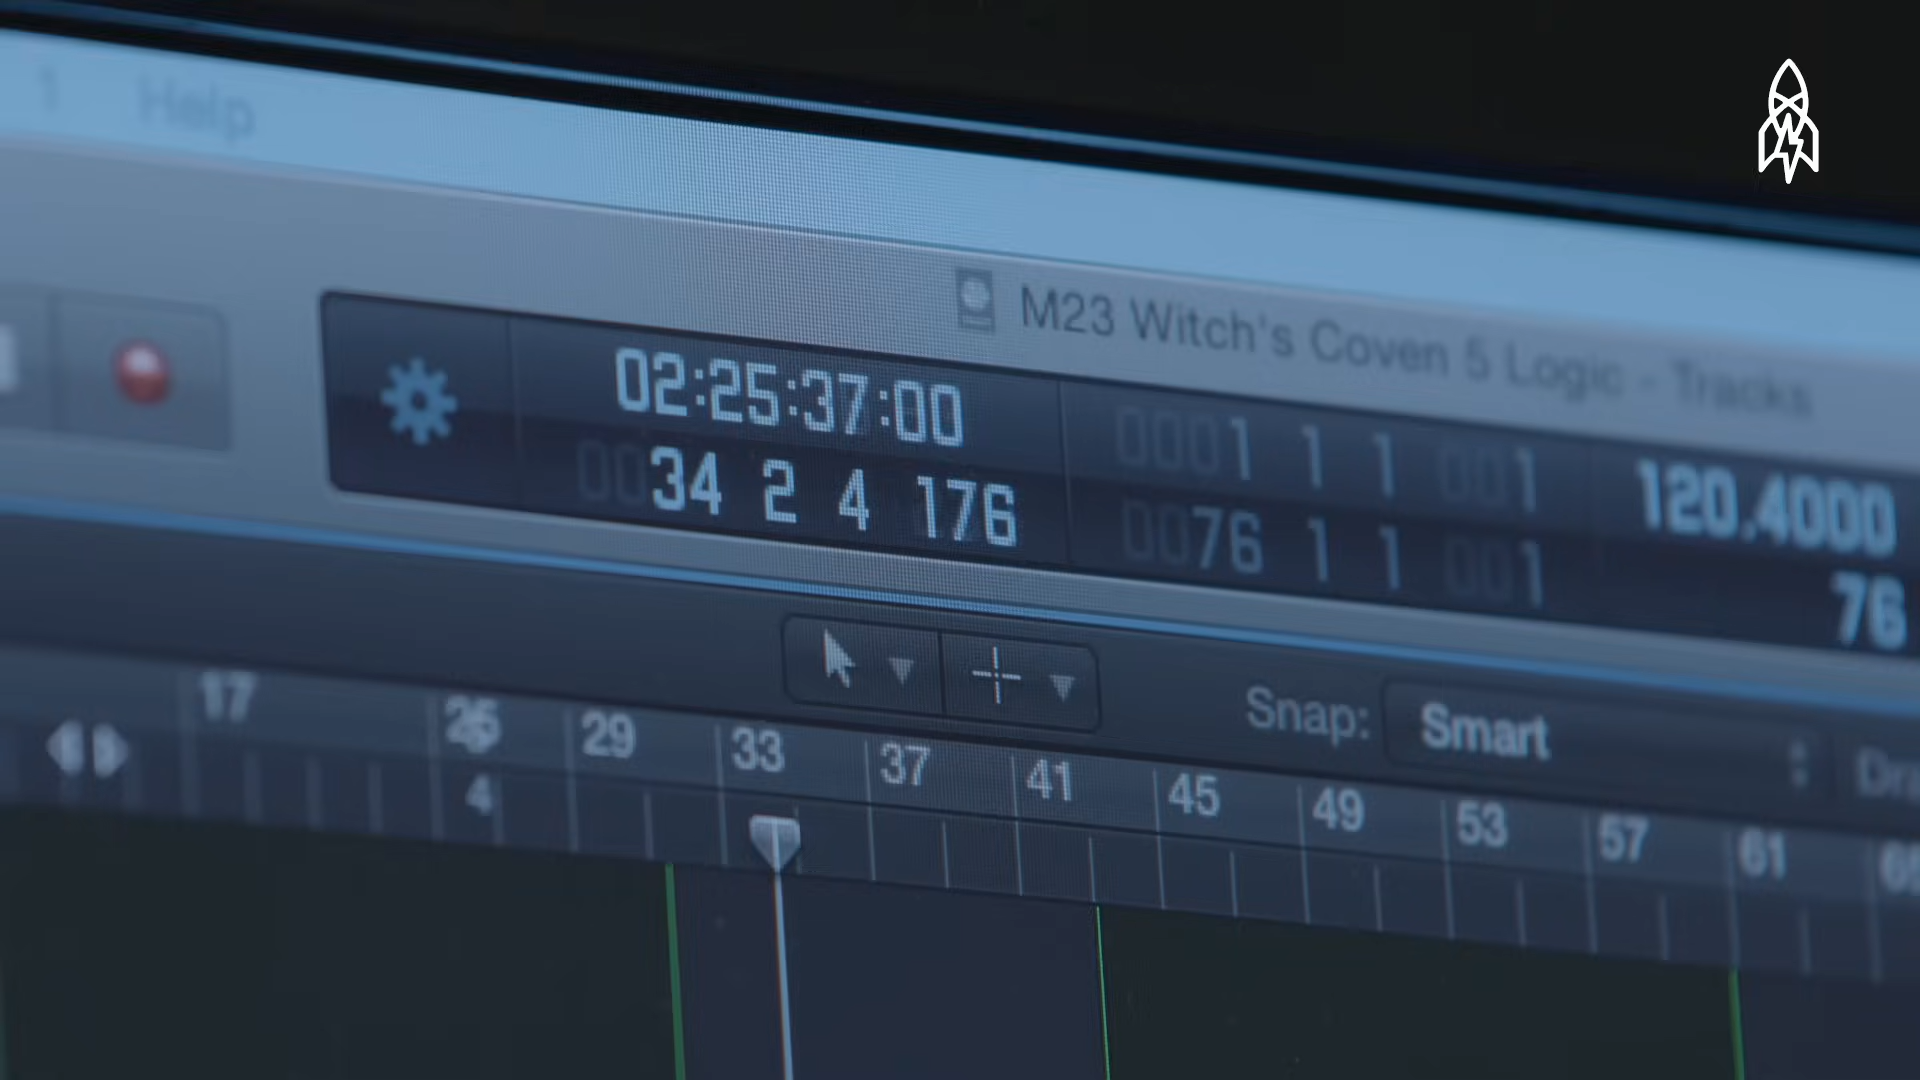 1 Help
M23 Witch's Coven 5 Logic - Tracks
02:25:37:00
0001 1 1 001
120.4000
0034 2 4 176
0076 1 1 001
76
Snap: Smart
17 29 33 37 41 45 49 53 57 61
4